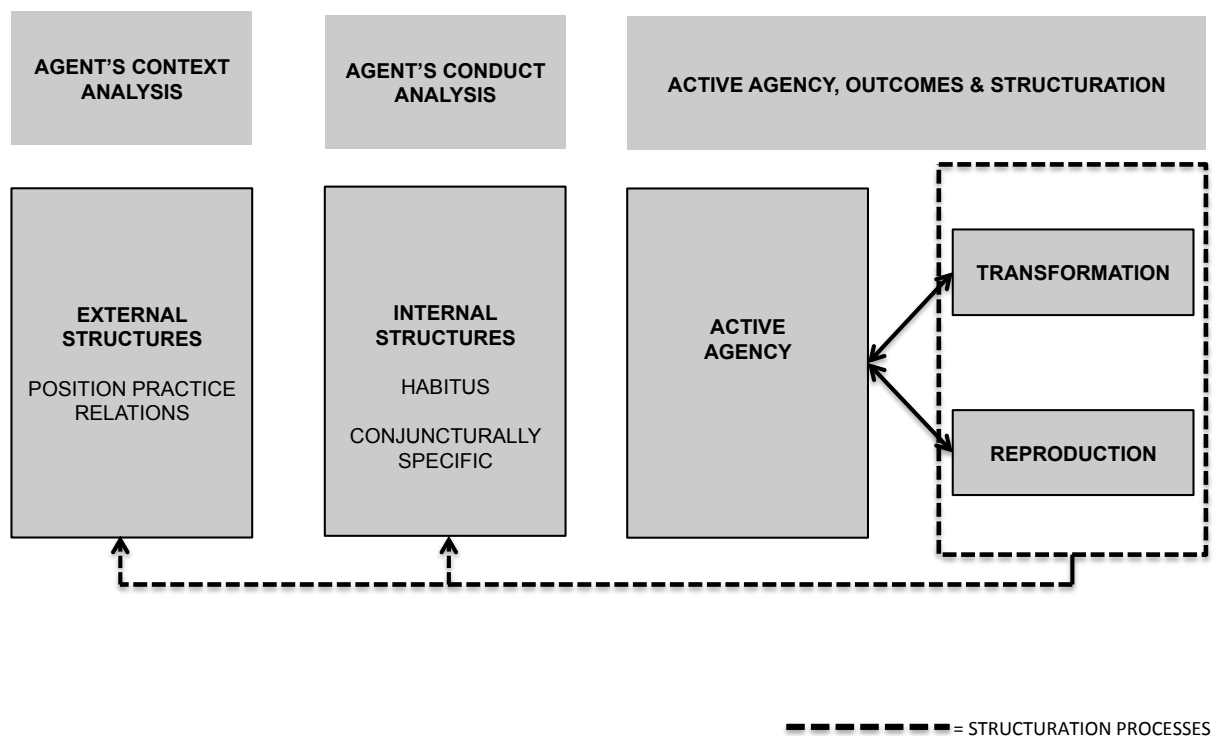 AGENT’S CONTEXT
ANALYSIS
AGENT’S CONDUCT
ANALYSIS
ACTIVE AGENCY, OUTCOMES & STRUCTURATION
EXTERNAL
STRUCTURES
POSITION PRACTICE
RELATIONS
INTERNAL
STRUCTURES
HABITUS
CONJUNCTURALLY
SPECIFIC
ACTIVE
AGENCY
TRANSFORMATION
REPRODUCTION
= STRUCTURATION PROCESSES